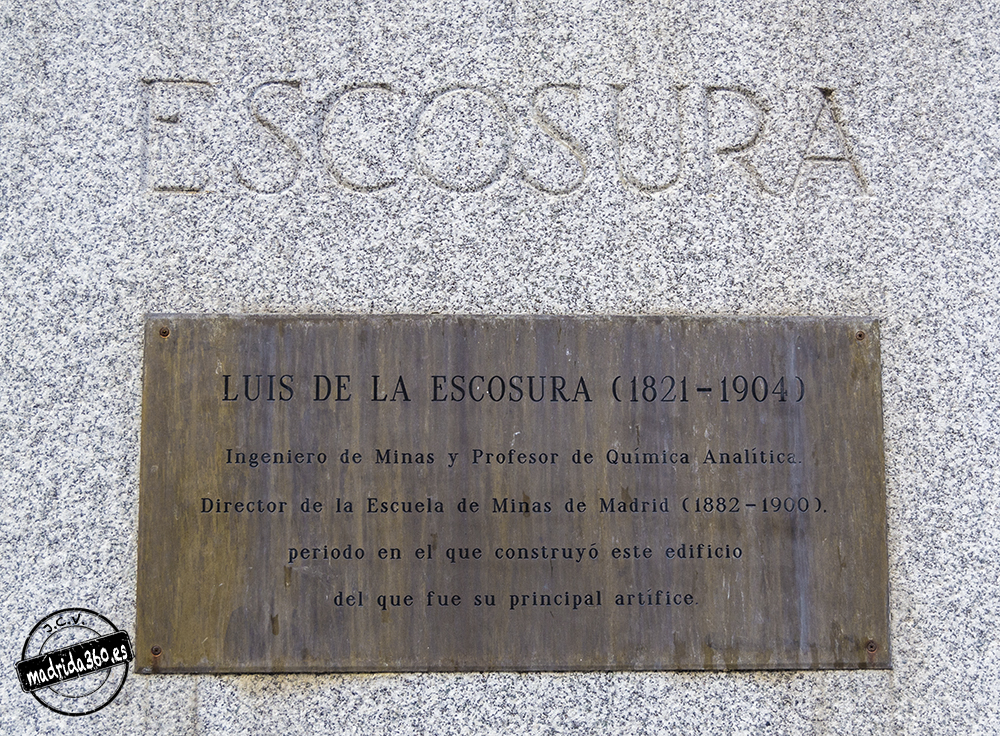 ESCOSURA
LUIS DE LA ESCOSURA (1821-1904)
Ingeniero de Minas y Profesor de Química Analítica.
Director de la Escuela de Minas de Madrid (1882-1900),
periodo en el que construyó este edificio
del que fue su principal artífice.
J.C.V.
madrida360.es